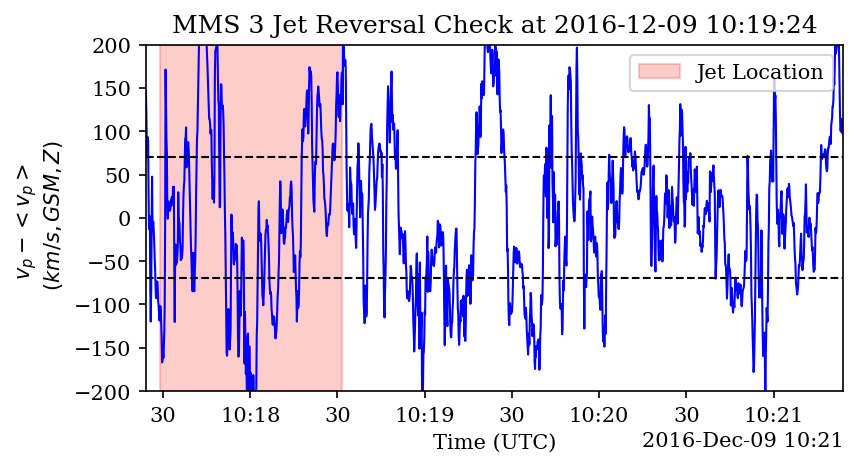 MMS 3 Jet Reversal Check at 2016-12-09 10:19:24
v_p − <v_p>
(km/s, GSM, Z)
200
150
100
50
0
−50
−100
−150
−200
Jet Location
30
10:18
30
10:19
30
10:20
30
10:21
Time (UTC)
2016-Dec-09 10:21